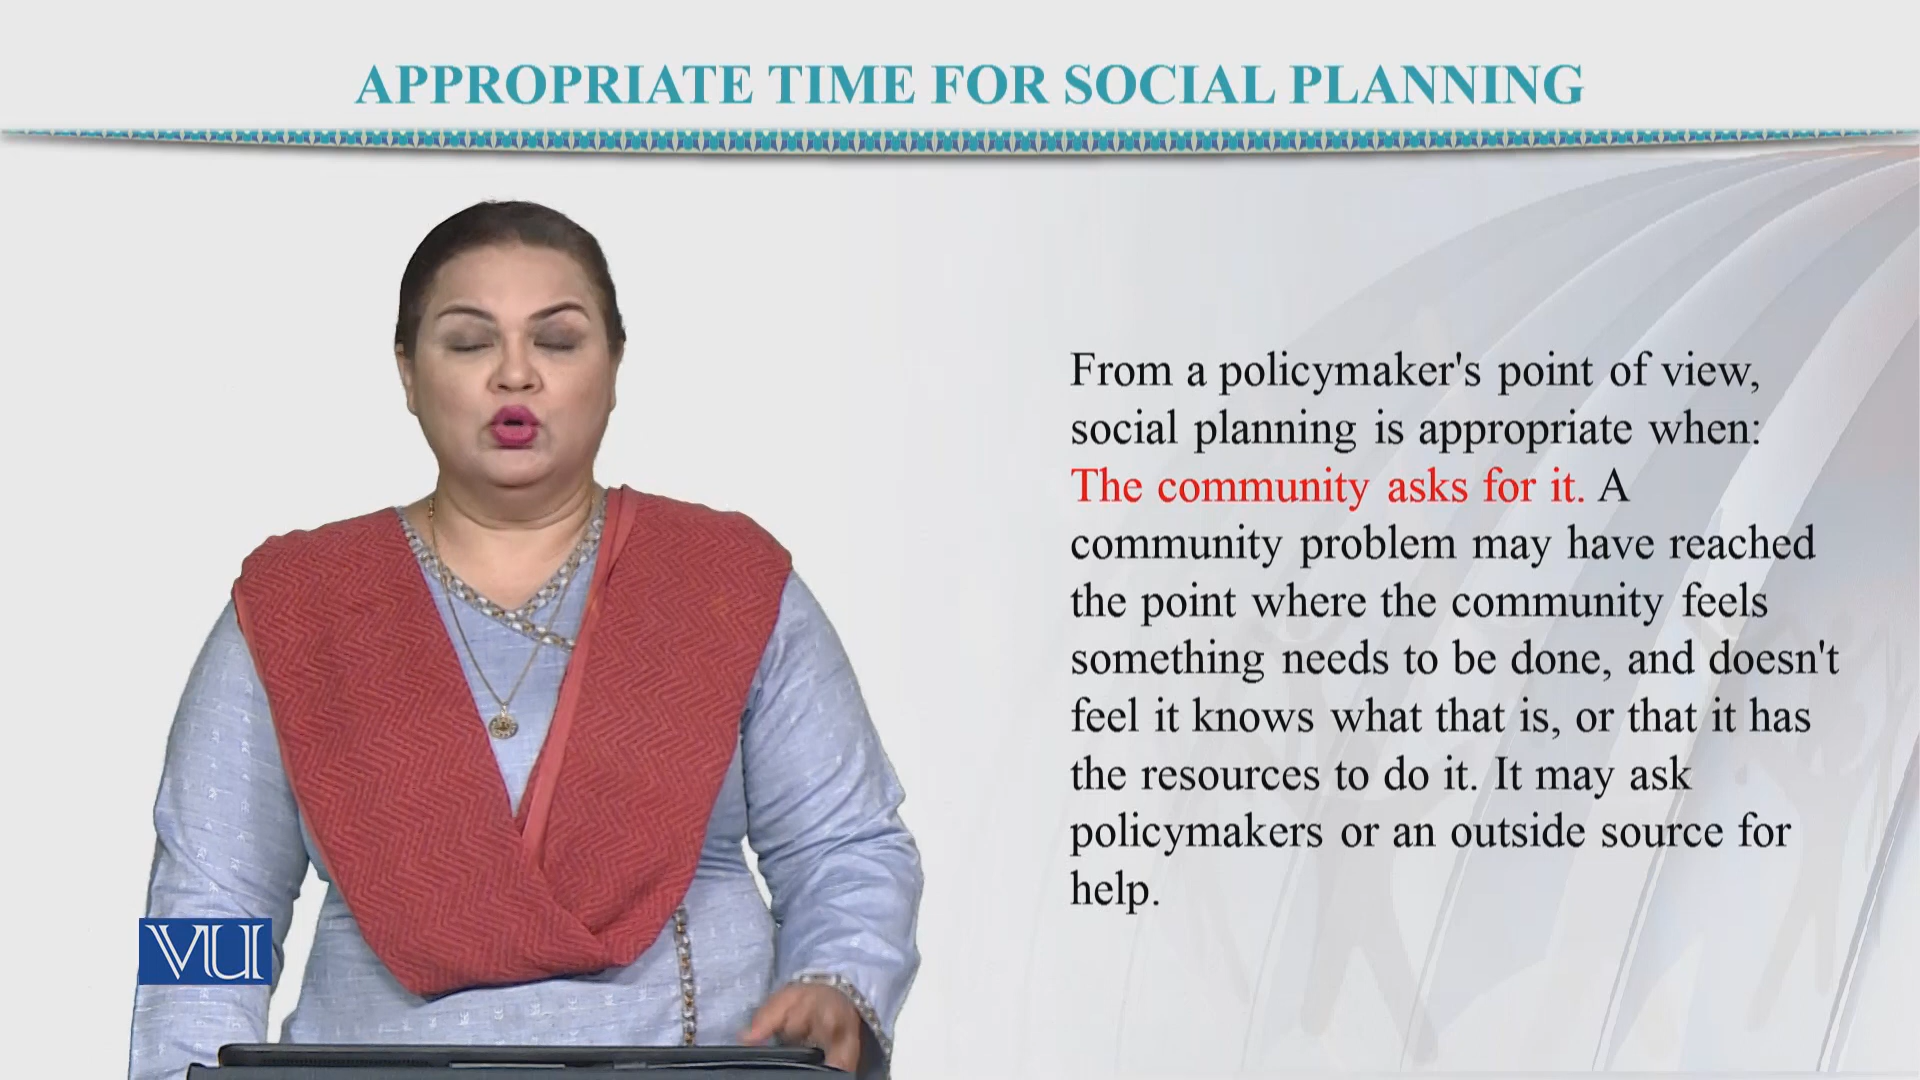 APPROPRIATE TIME FOR SOCIAL PLANNING
From a policymaker's point of view,
social planning is appropriate when:
The community asks for it. A
community problem may have reached
the point where the community feels
something needs to be done, and doesn't
feel it knows what that is, or that it has
the resources to do it. It may ask
policymakers or an outside source for
help.
VU